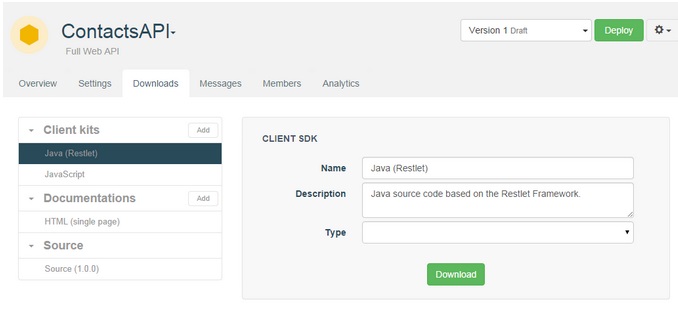 ContactsAPI
Full Web API
Version 1 Draft
Deploy
Overview Settings Downloads Messages Members Analytics
Client kits Add
Java (Restlet)
JavaScript
Documentations Add
HTML (single page)
Source
Source (1.0.0)
CLIENT SDK
Name Java (Restlet)
Description Java source code based on the Restlet Framework.
Type
Download